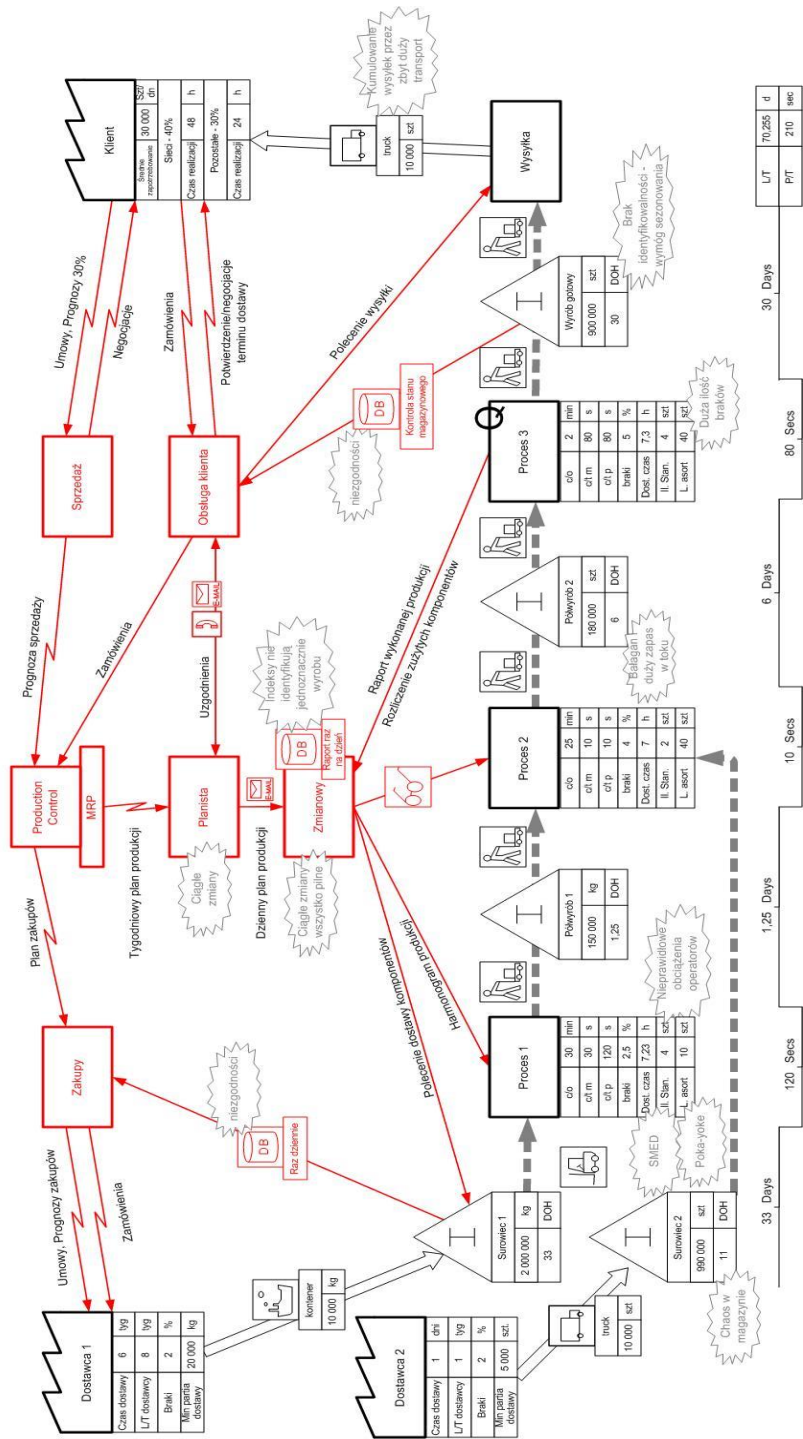 Dostawca 1
Czas dostawy 6 tyg
L/T dostawcy 8 tyg
Braki 2 %
Min partia dostawy 20 000 kg
Umowy, Prognozy zakupów
Zamówienia
Zakupy
Plan zakupów
Production
Control
MRP
Prognoza sprzedaży
Sprzedaż
Umowy, Prognozy 30%
Negocjacje
Klient
Średnie zapotrzebowanie 30 000 Szt/dn
Sieci - 40%
Czas realizacji 48 h
Pozostałe - 30%
Czas realizacji 24 h
Zamówienia
Zamówienia
Potwierdzenie/negocjacje
terminu dostawy
Obsługa klienta
Tygodniowy plan produkcji
Planista
Ciągłe
zmiany
Uzgodnienia
E-MAIL
Dzienny plan produkcji
E-MAIL
Zmianowy
Ciągłe zmiany
wszystko pilne
DB
Raport raz
na dzień
Indeksy nie
identyfikują
jednoznacznie
wyrobu
niezgodności
DB
Raz dziennie
niezgodności
DB
Kontrola stanu
magazynowego
Polecenie wysyłki
Kumulowanie
wysyłek przez
zbyt duży
transport
truck
10 000 szt
Wysyłka
kontener
10 000 kg
Polecenie dostawy komponentów
Harmonogram produkcji
Raport wykonanej produkcji
Rozliczenie zużytych komponentów
Dostawca 2
Czas dostawy 1 dni
L/T dostawcy 1 tyg
Braki 2 %
Min partia dostawy 5 000 szt.
truck
10 000 szt
I
Surowiec 1
2 000 000 kg
33 DOH
I
Surowiec 2
990 000 szt
11 DOH
Chaos w
magazynie
SMED
Poka-yoke
Proces 1
c/o 30 min
c/t m 30 s
c/t p 120 s
braki 2,5 %
Dost. czas 7,23 h
Il. Stan. 4 szt
L. asort 10 szt
Nieprawidłowe
obciążenia
operatorów
I
Półwyrób 1
150 000 kg
1,25 DOH
Proces 2
c/o 25 min
c/t m 10 s
c/t p 10 s
braki 4 %
Dost. czas 7 h
Il. Stan. 2 szt
L. asort 40 szt
I
Półwyrób 2
180 000 szt
6 DOH
Bałagan
duży zapas
w toku
Q
Proces 3
c/o 2 min
c/t m 80 s
c/t p 80 s
braki 5 %
Dost. czas 7,3 h
Il. Stan. 4 szt
L. asort 40 szt
Duża ilość
braków
I
Wyrób gotowy
900 000 szt
30 DOH
Brak
identyfikowalności -
wymóg sezonowania
33 Days
120 Secs
1,25 Days
10 Secs
6 Days
80 Secs
30 Days
L/T 70,255 d
P/T 210 sec